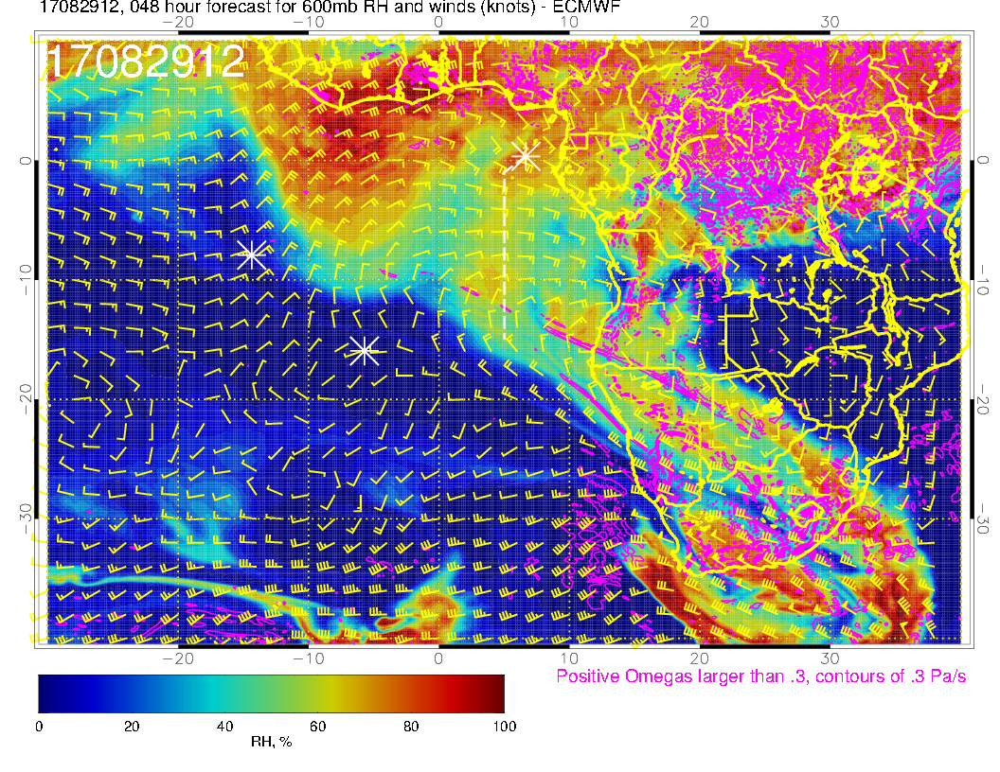 17082912, 048 hour forecast for 600mb RH and winds (knots) - ECMWF
-20 -10 0 10 20 30
17082912
0 0
-10 -10
-20 -20
-30 -30
-20 -10 0 10 20 30
Positive Omegas larger than .3, contours of .3 Pa/s
0 20 40 60 80 100
RH, %